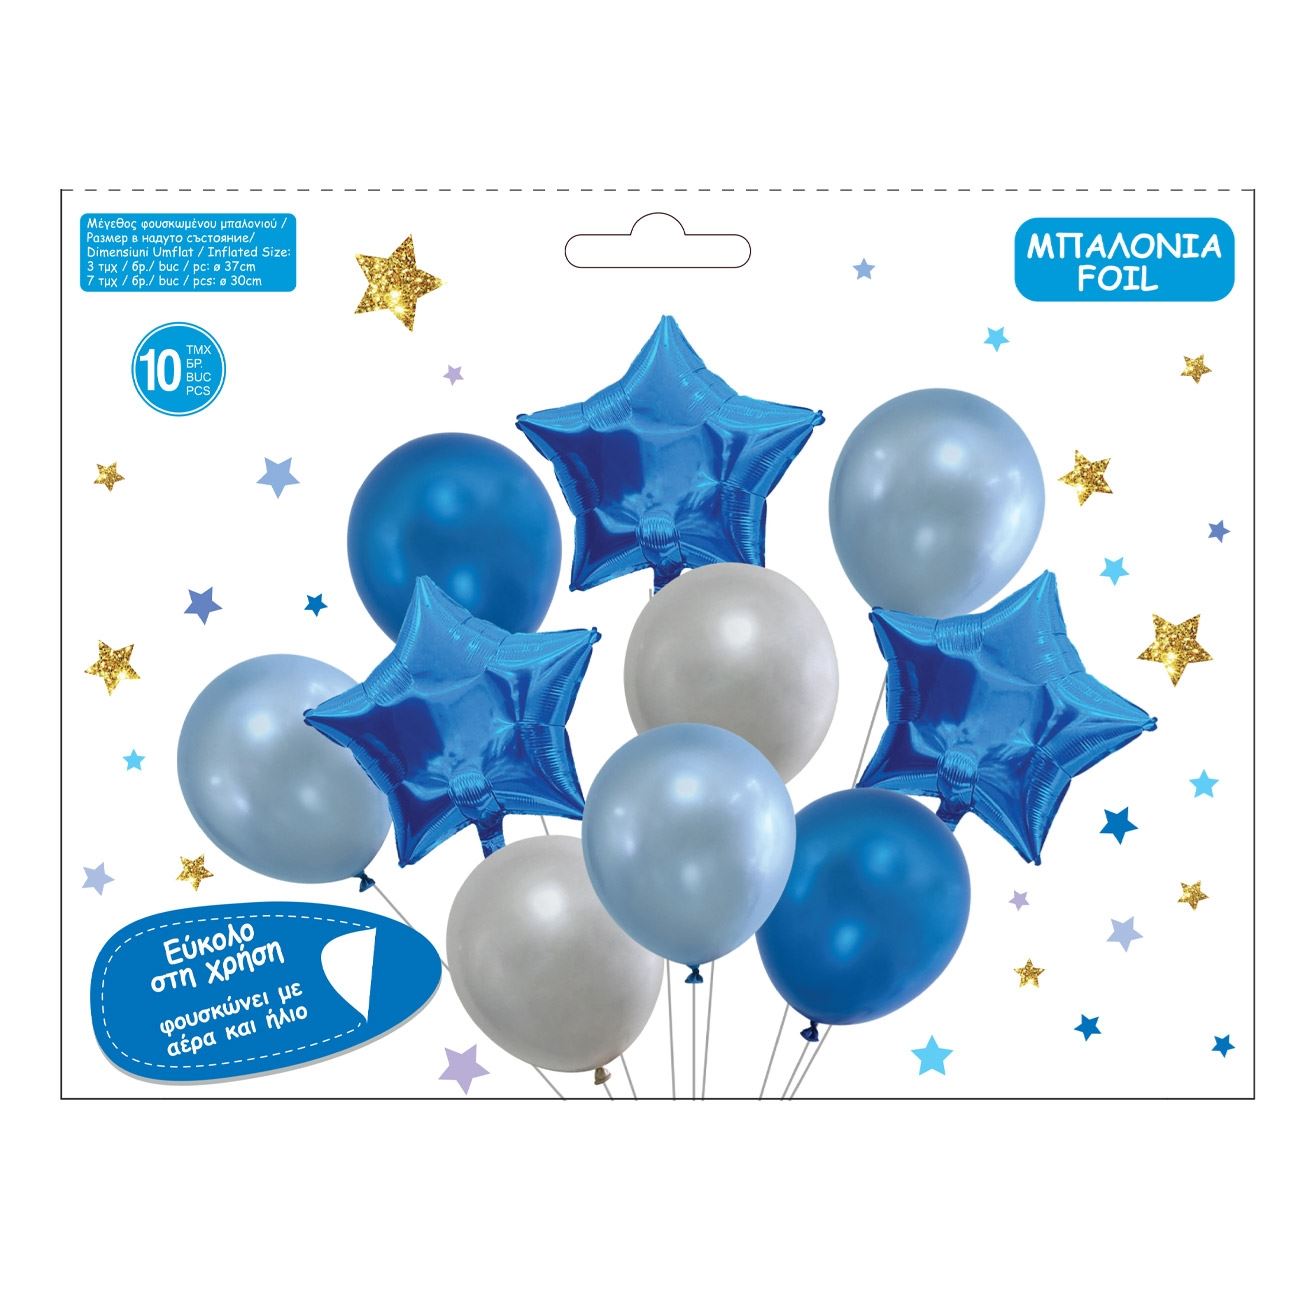 Μέγεθος φουσκωμένου μπαλονιού /
Размер в надуто състояние/
Dimensiuni Umflat / Inflated Size:
3 τμχ / бр./ buc / pc: ø 37cm
7 τμχ / бр./ buc / pcs: ø 30cm
ΜΠΑΛΟΝΙΑ
FOIL
10
ΤΜΧ
БР.
BUC
PCS
Εύκολο
στη χρήση
φουσκώνει με
αέρα και ήλιο